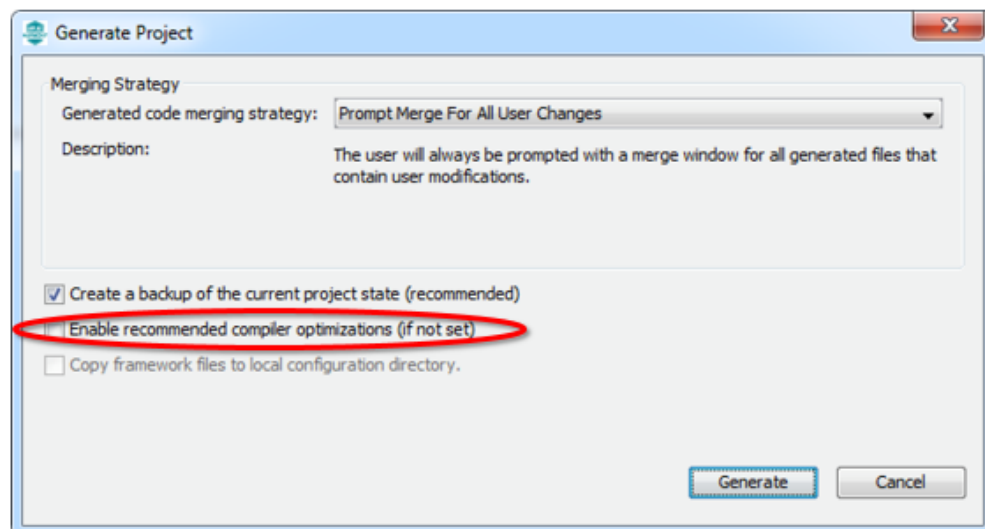 Generate Project
Merging Strategy
Generated code merging strategy: Prompt Merge For All User Changes
Description: The user will always be prompted with a merge window for all generated files that
contain user modifications.
Create a backup of the current project state (recommended)
Enable recommended compiler optimizations (if not set)
Copy framework files to local configuration directory.
Generate Cancel